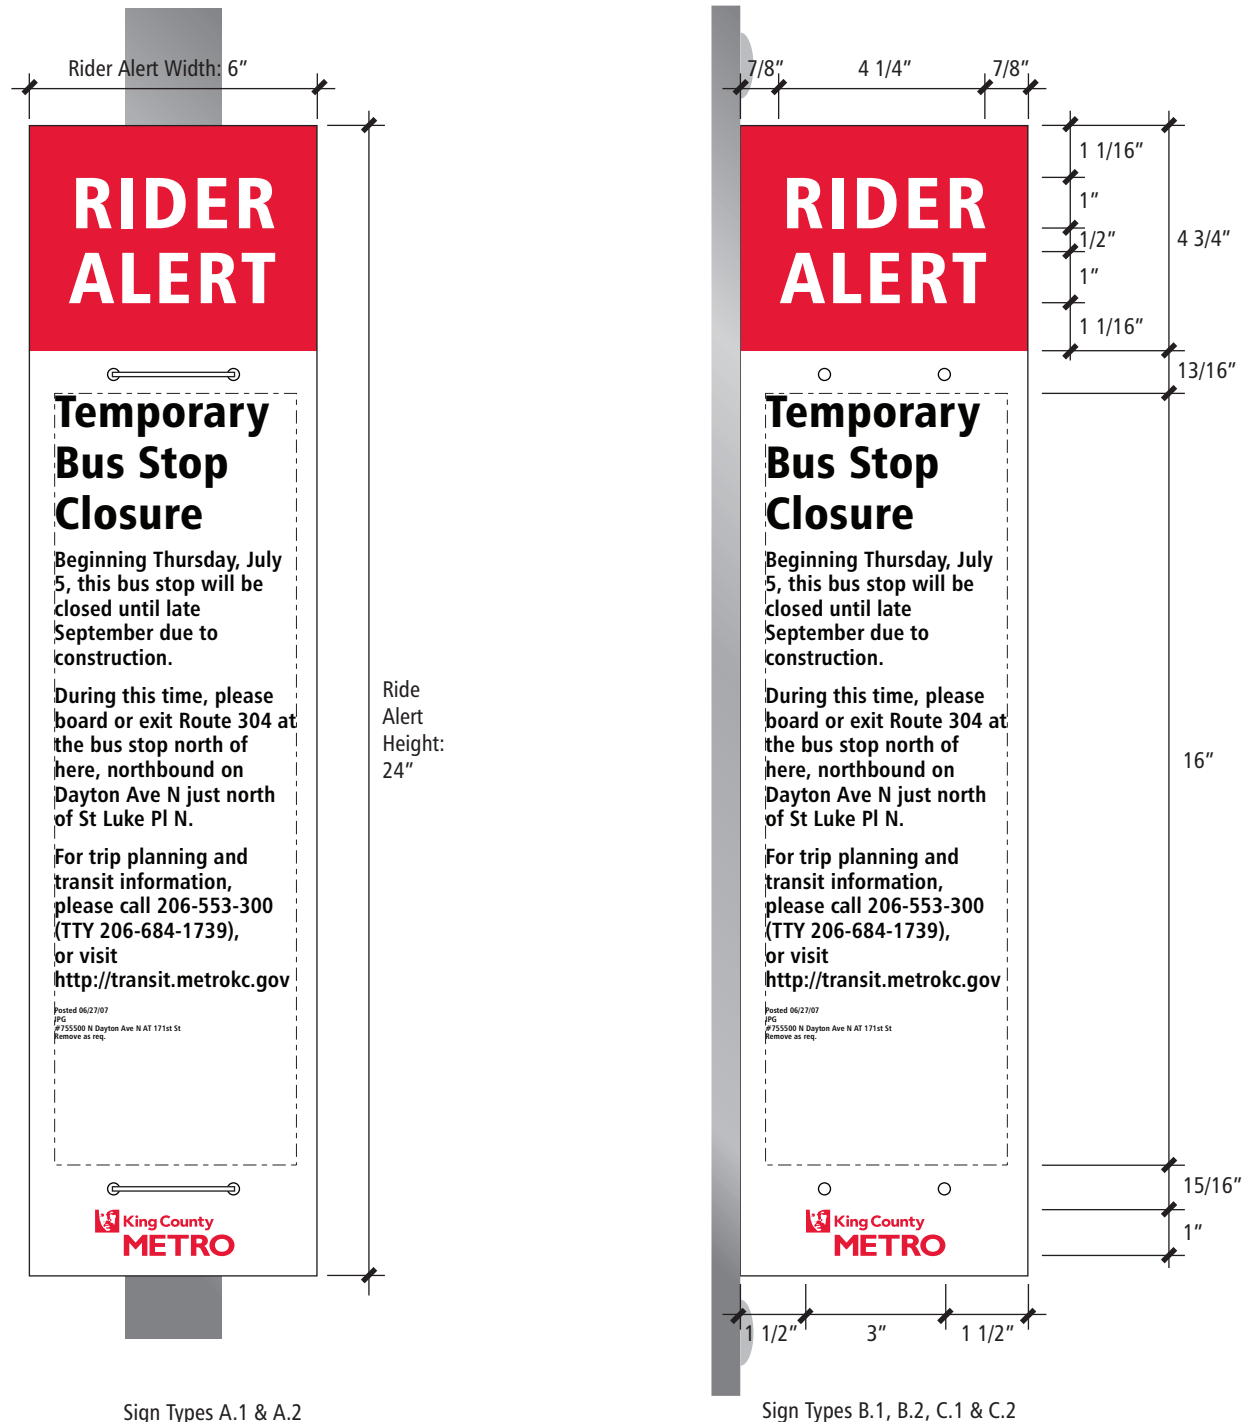 Rider Alert Width: 6”
RIDER
ALERT
Temporary
Bus Stop
Closure
Beginning Thursday, July
5, this bus stop will be
closed until late
September due to
construction.
During this time, please
board or exit Route 304 at
the bus stop north of
here, northbound on
Dayton Ave N just north
of St Luke Pl N.
For trip planning and
transit information,
please call 206-553-300
(TTY 206-684-1739),
or visit
http://transit.metrokc.gov
Posted 06/27/07
JPG
#755500 N Dayton Ave N AT 171st St
Remove as req.
King County
METRO
Ride
Alert
Height:
24”
Sign Types A.1 & A.2
7/8”
4 1/4”
7/8”
RIDER
ALERT
Temporary
Bus Stop
Closure
Beginning Thursday, July
5, this bus stop will be
closed until late
September due to
construction.
During this time, please
board or exit Route 304 at
the bus stop north of
here, northbound on
Dayton Ave N just north
of St Luke Pl N.
For trip planning and
transit information,
please call 206-553-300
(TTY 206-684-1739),
or visit
http://transit.metrokc.gov
Posted 06/27/07
JPG
#755500 N Dayton Ave N AT 171st St
Remove as req.
King County
METRO
1 1/16”
1”
1/2”
1”
1 1/16”
4 3/4”
13/16”
16”
15/16”
1”
1 1/2”
3”
1 1/2”
Sign Types B.1, B.2, C.1 & C.2